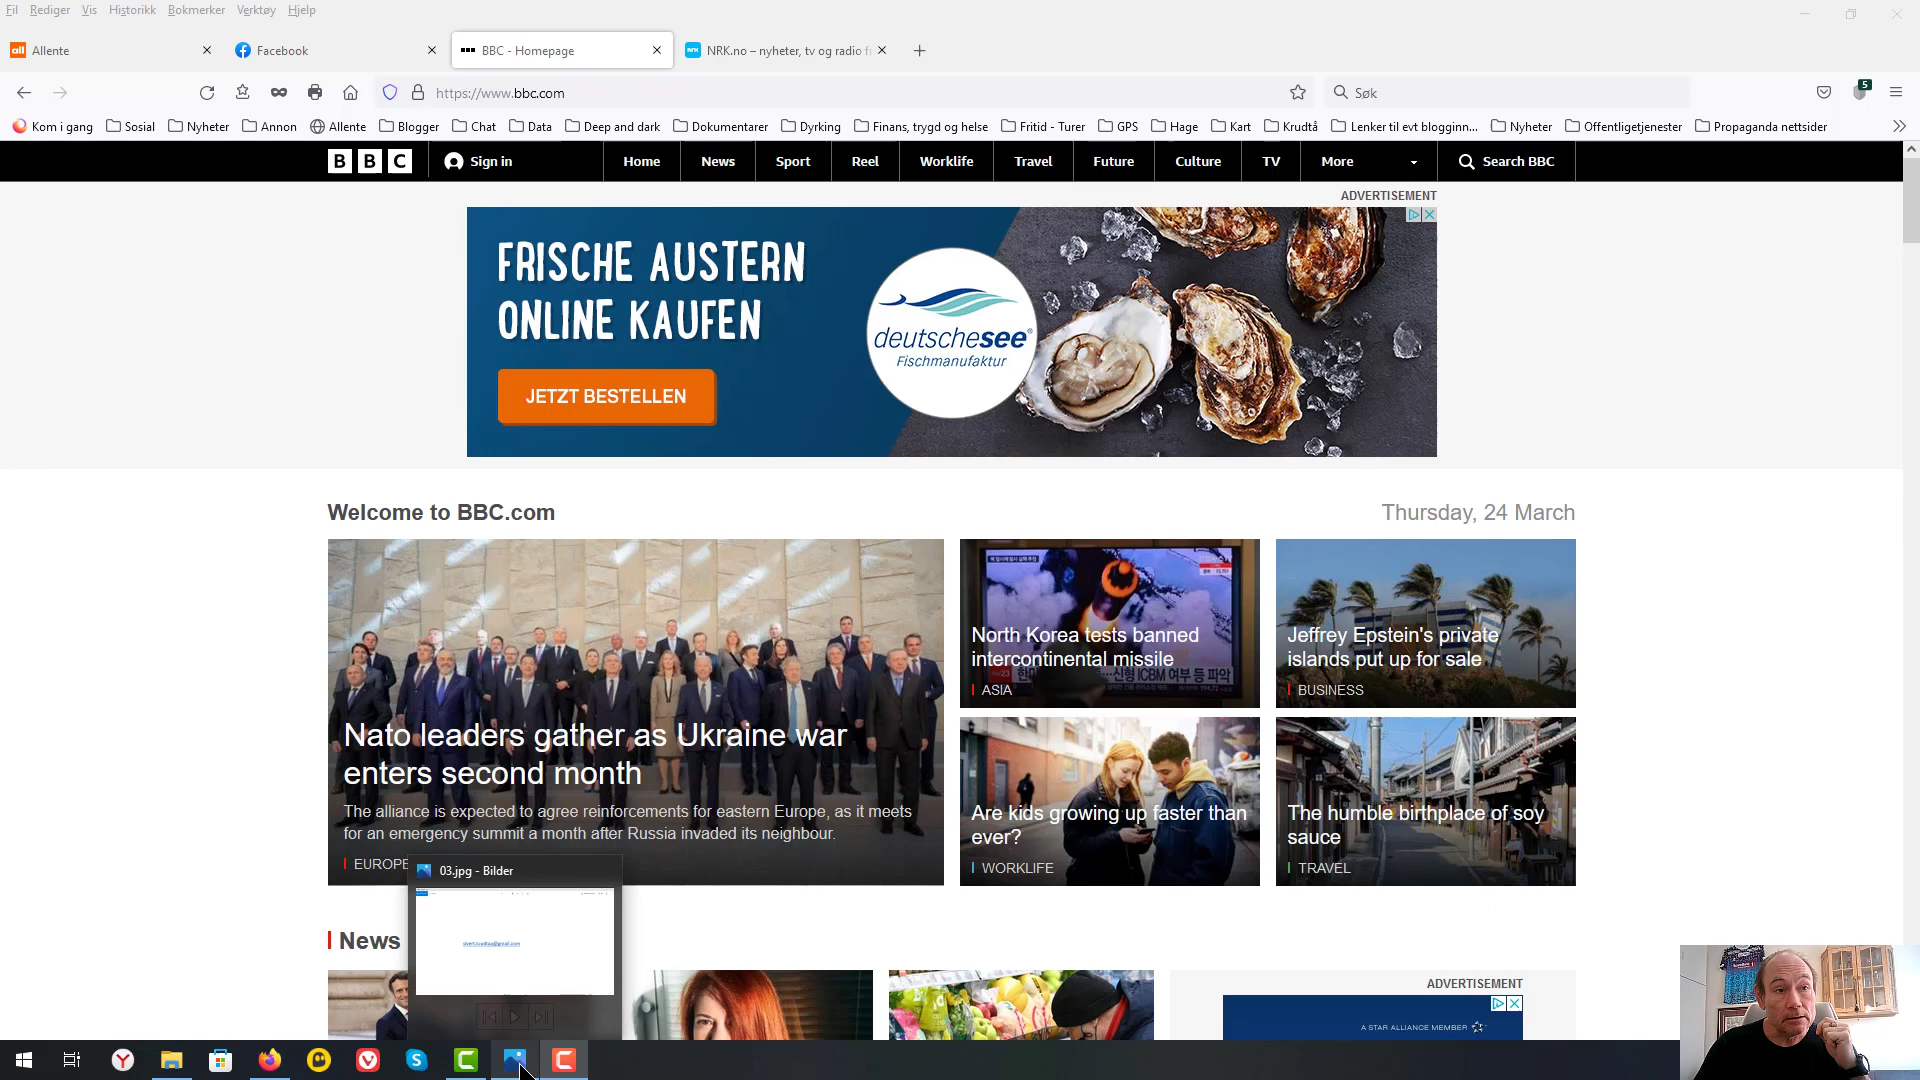 Fil Rediger Vis Historikk Bokmerker Verktøy Hjelp
Allente
Facebook
BBC - Homepage
NRK.no – nyheter, tv og radio f
https://www.bbc.com
Søk
5
Kom i gang Sosial Nyheter Annon Allente Blogger Chat Data Deep and dark Dokumentarer Dyrking Finans, trygd og helse Fritid - Turer GPS Hage Kart Krudtå Lenker til evt blogginn... Nyheter Offentligetjenester Propaganda nettsider
BBC Sign in Home News Sport Reel Worklife Travel Future Culture TV More Search BBC
ADVERTISEMENT
FRISCHE AUSTERN
ONLINE KAUFEN
deutschesee®
Fischmanufaktur
JETZT BESTELLEN
Welcome to BBC.com
Thursday, 24 March
Nato leaders gather as Ukraine war
enters second month
The alliance is expected to agree reinforcements for eastern Europe, as it meets
for an emergency summit a month after Russia invaded its neighbour.
EUROPE
North Korea tests banned
intercontinental missile
ASIA
Jeffrey Epstein's private
islands put up for sale
BUSINESS
Are kids growing up faster than
ever?
WORKLIFE
The humble birthplace of soy
sauce
TRAVEL
03.jpg - Bilder
News
ADVERTISEMENT
A STAR ALLIANCE MEMBER